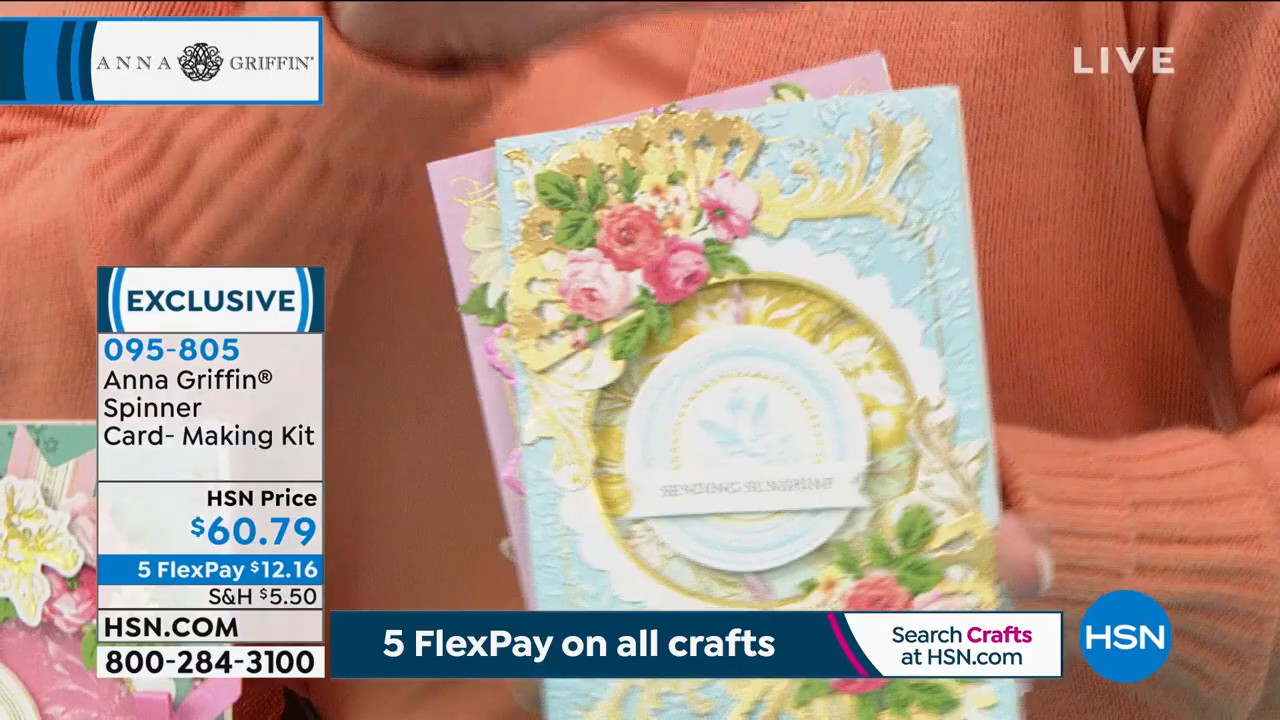 ANNA GRIFFIN®
LIVE
EXCLUSIVE
095-805
Anna Griffin®
Spinner
Card- Making Kit
HSN Price
$60.79
5 FlexPay $12.16
S&H $5.50
HSN.COM
800-284-3100
SENDING SUNSHINE
5 FlexPay on all crafts
Search Crafts
at HSN.com
HSN